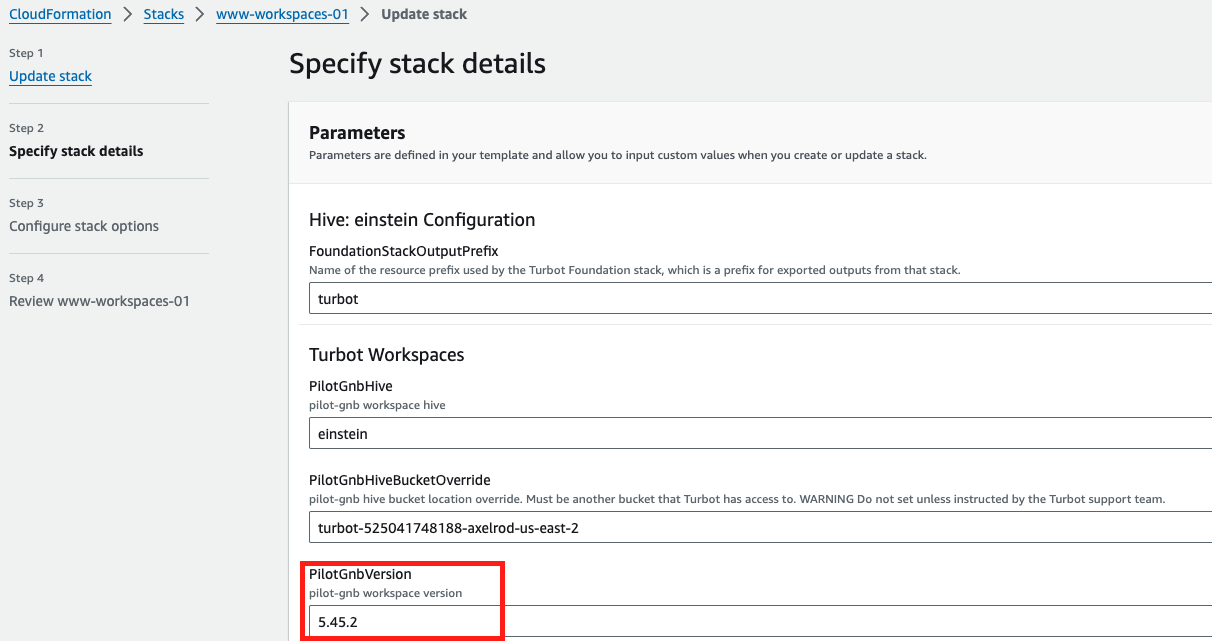 CloudFormation > Stacks > www-workspaces-01 > Update stack
Step 1
Update stack
Step 2
Specify stack details
Step 3
Configure stack options
Step 4
Review www-workspaces-01
Specify stack details
Parameters
Parameters are defined in your template and allow you to input custom values when you create or update a stack.
Hive: einstein Configuration
FoundationStackOutputPrefix
Name of the resource prefix used by the Turbot Foundation stack, which is a prefix for exported outputs from that stack.
turbot
Turbot Workspaces
PilotGnbHive
pilot-gnb workspace hive
einstein
PilotGnbHiveBucketOverride
pilot-gnb hive bucket location override. Must be another bucket that Turbot has access to. WARNING Do not set unless instructed by the Turbot support team.
turbot-525041748188-axelrod-us-east-2
PilotGnbVersion
pilot-gnb workspace version
5.45.2